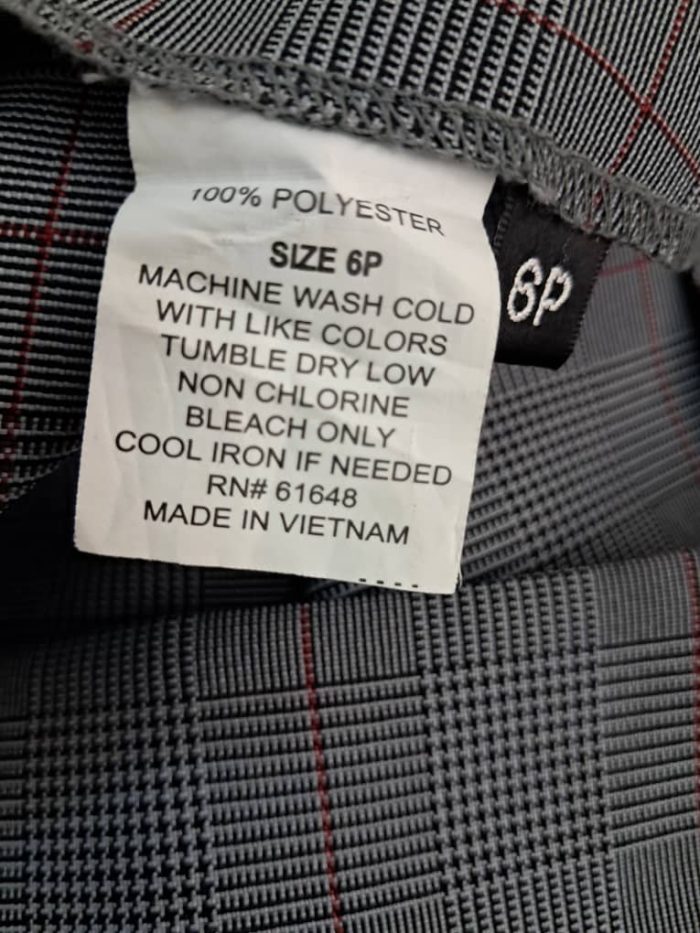 100% POLYESTER
SIZE 6P
MACHINE WASH COLD
WITH LIKE COLORS
TUMBLE DRY LOW
NON CHLORINE
BLEACH ONLY
COOL IRON IF NEEDED
RN# 61648
MADE IN VIETNAM
6P